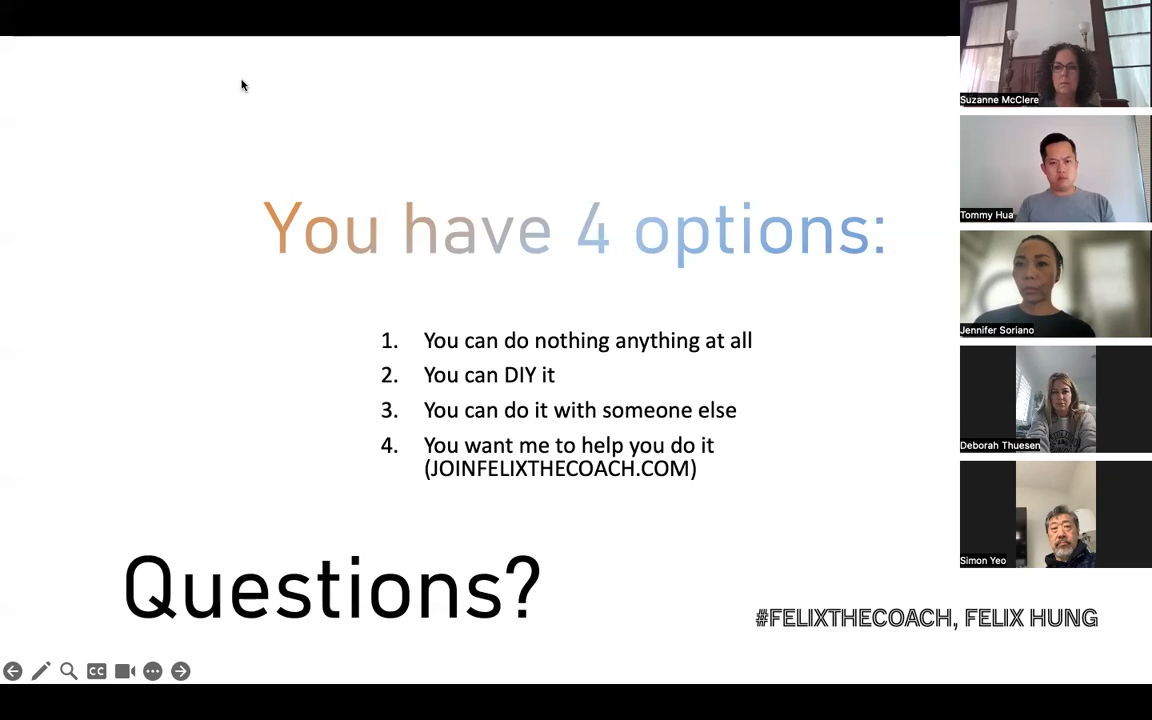 You have 4 options:
1. You can do nothing anything at all
2. You can DIY it
3. You can do it with someone else
4. You want me to help you do it
(JOINFELIXTHECOACH.COM)
Questions?
#FELIXTHECOACH, FELIX HUNG
CC
Suzanne McClere
Tommy Hua
Jennifer Soriano
Deborah Thuesen
Simon Yeo